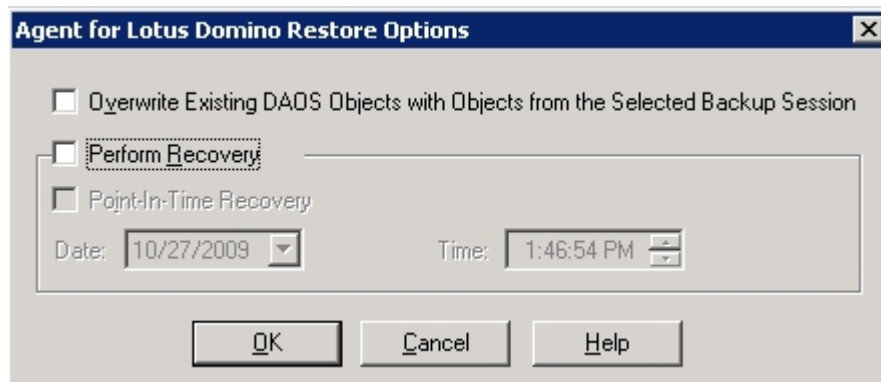 Agent for Lotus Domino Restore Options
Overwrite Existing DAOS Objects with Objects from the Selected Backup Session
Perform Recovery
Point-In-Time Recovery
Date: 10/27/2009 Time: 1:46:54 PM
OK Cancel Help